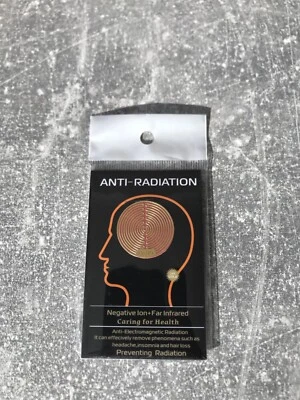 ANTI-RADIATION
Negative Ion+Far Infrared
Caring for Health
Anti-Electromagnetic Radiation
It can effectively remove phenomena such as
headache,insomnia and hair loss.
Preventing Radiation